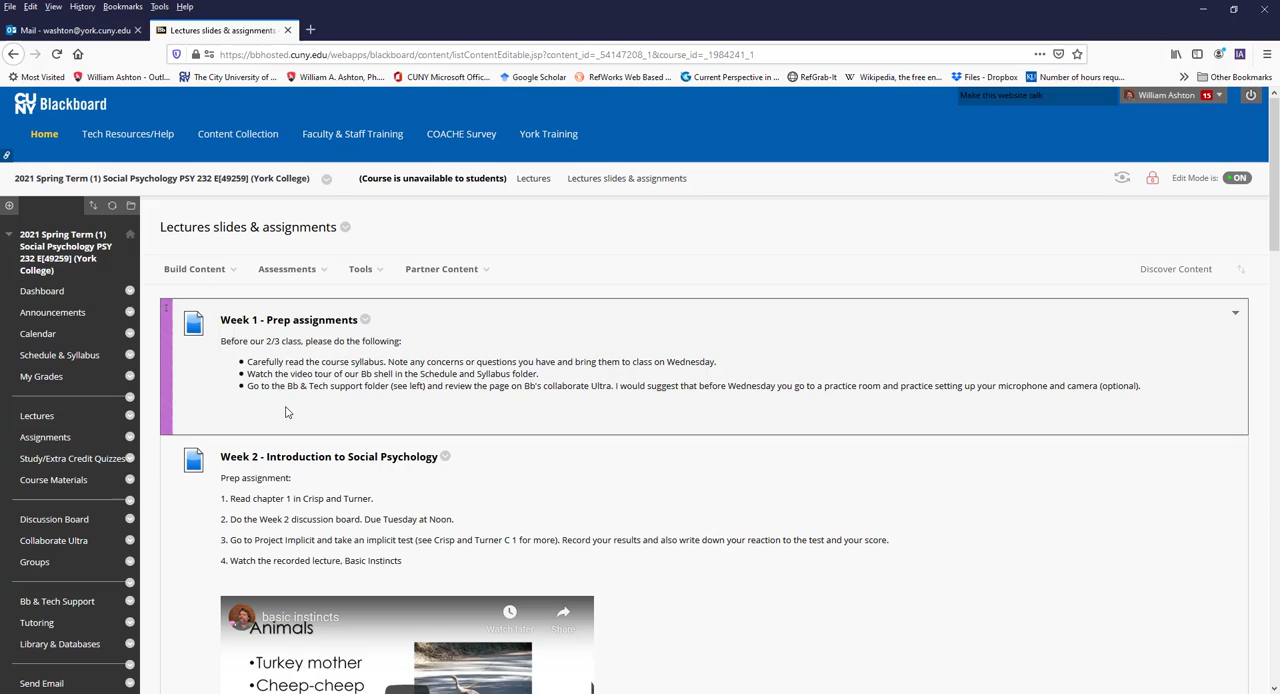 File Edit View History Bookmarks Tools Help
Mail - washton@york.cuny.edu
Bb Lectures slides & assignments
https://bbhosted.cuny.edu/webapps/blackboard/content/listContentEditable.jsp?content_id=_54147208_1&course_id=_1984241_1
Most Visited William Ashton - Outl... The City University of ... William A. Ashton, Ph.... CUNY Microsoft Office... Google Scholar RefWorks Web Based ... Current Perspective in ... RefGrab-It W Wikipedia, the free en... Files - Dropbox KU Number of hours requ... Other Bookmarks
CUNY Blackboard
Make this website talk
William Ashton 15
Home Tech Resources/Help Content Collection Faculty & Staff Training COACHE Survey York Training
2021 Spring Term (1) Social Psychology PSY 232 E[49259] (York College) (Course is unavailable to students) Lectures Lectures slides & assignments Edit Mode is: ON
2021 Spring Term (1)
Social Psychology PSY
232 E[49259] (York
College)
Dashboard
Announcements
Calendar
Schedule & Syllabus
My Grades
Lectures
Assignments
Study/Extra Credit Quizzes
Course Materials
Discussion Board
Collaborate Ultra
Groups
Bb & Tech Support
Tutoring
Library & Databases
Send Email
Lectures slides & assignments
Build Content Assessments Tools Partner Content Discover Content
Week 1 - Prep assignments
Before our 2/3 class, please do the following:
• Carefully read the course syllabus. Note any concerns or questions you have and bring them to class on Wednesday.
• Watch the video tour of our Bb shell in the Schedule and Syllabus folder.
• Go to the Bb & Tech support folder (see left) and review the page on Bb's collaborate Ultra. I would suggest that before Wednesday you go to a practice room and practice setting up your microphone and camera (optional).
Week 2 - Introduction to Social Psychology
Prep assignment:
1. Read chapter 1 in Crisp and Turner.
2. Do the Week 2 discussion board. Due Tuesday at Noon.
3. Go to Project Implicit and take an implicit test (see Crisp and Turner C 1 for more). Record your results and also write down your reaction to the test and your score.
4. Watch the recorded lecture, Basic Instincts
basic instincts
Watch later Share
Animals
•Turkey mother
•Cheep-cheep